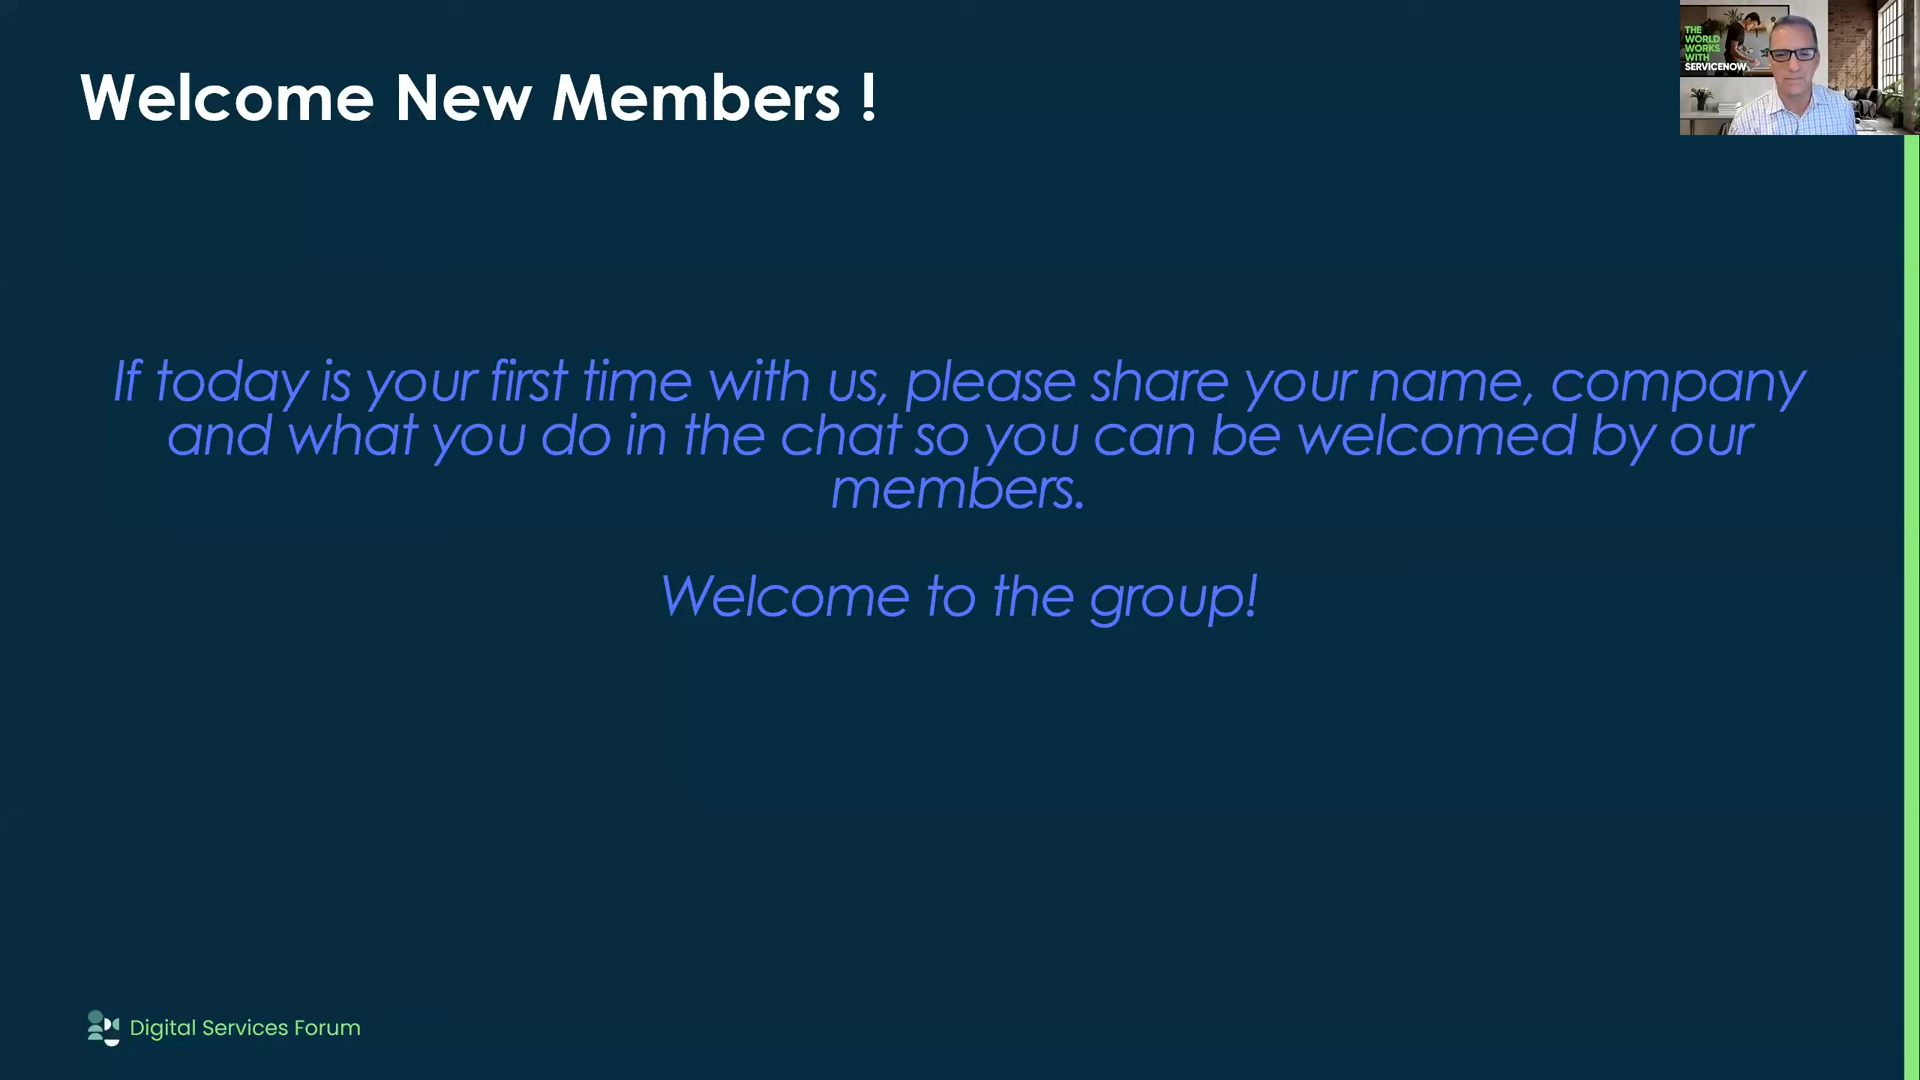 Welcome New Members !
THE
WORLD
WORKS
WITH
SERVICENOW
If today is your first time with us, please share your name, company
and what you do in the chat so you can be welcomed by our
members.
Welcome to the group!
Digital Services Forum